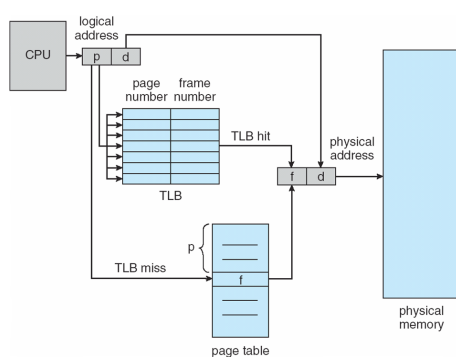 logical
address
CPU
p d
page
number
frame
number
TLB hit
physical
address
f d
TLB
p
TLB miss
f
physical
memory
page table